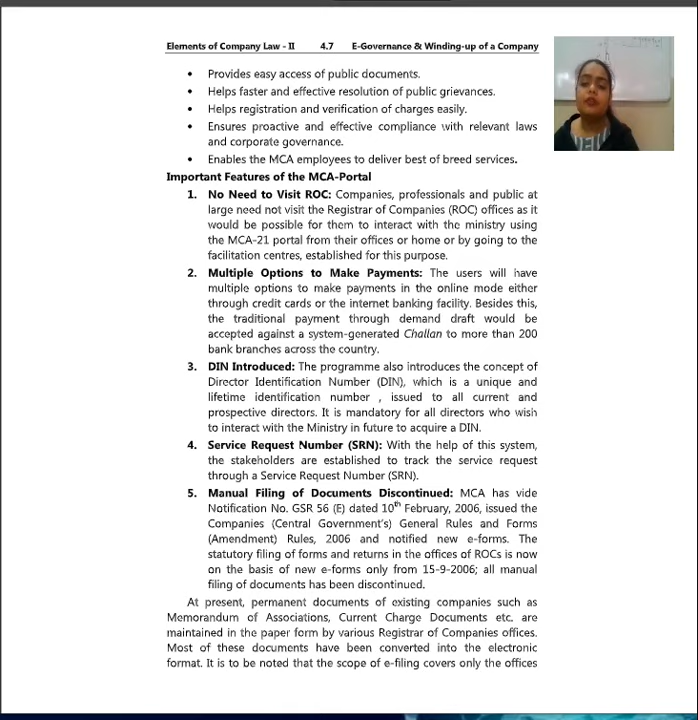 Elements of Company Law - II 4.7 E-Governance & Winding-up of a Company
• Provides easy access of public documents.
• Helps faster and effective resolution of public grievances.
• Helps registration and verification of charges easily.
• Ensures proactive and effective compliance with relevant laws
and corporate governance.
• Enables the MCA employees to deliver best of breed services.
Important Features of the MCA-Portal
1. No Need to Visit ROC: Companies, professionals and public at
large need not visit the Registrar of Companies (ROC) offices as it
would be possible for them to interact with the ministry using
the MCA-21 portal from their offices or home or by going to the
facilitation centres, established for this purpose.
2. Multiple Options to Make Payments: The users will have
multiple options to make payments in the online mode either
through credit cards or the internet banking facility. Besides this,
the traditional payment through demand draft would be
accepted against a system-generated Challan to more than 200
bank branches across the country.
3. DIN Introduced: The programme also introduces the concept of
Director Identification Number (DIN), which is a unique and
lifetime identification number , issued to all current and
prospective directors. It is mandatory for all directors who wish
to interact with the Ministry in future to acquire a DIN.
4. Service Request Number (SRN): With the help of this system,
the stakeholders are established to track the service request
through a Service Request Number (SRN).
5. Manual Filing of Documents Discontinued: MCA has vide
Notification No. GSR 56 (E) dated 10th February, 2006, issued the
Companies (Central Government's) General Rules and Forms
(Amendment) Rules, 2006 and notified new e-forms. The
statutory filing of forms and returns in the offices of ROCs is now
on the basis of new e-forms only from 15-9-2006; all manual
filing of documents has been discontinued.
At present, permanent documents of existing companies such as
Memorandum of Associations, Current Charge Documents etc. are
maintained in the paper form by various Registrar of Companies offices.
Most of these documents have been converted into the electronic
format. It is to be noted that the scope of e-filing covers only the offices